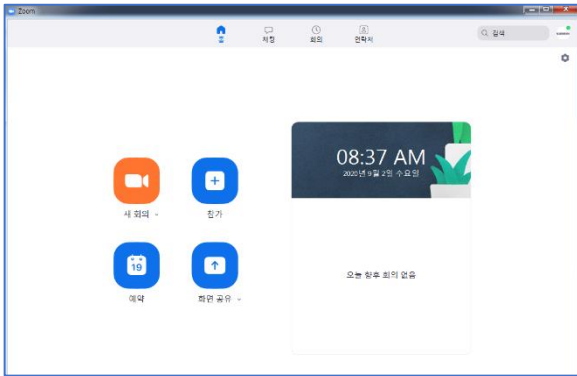 Zoom
홈
채팅
회의
연락처
검색
08:37 AM
2020년 9월 2일 수요일
새 회의
참가
19
예약
화면 공유
오늘 향후 회의 없음